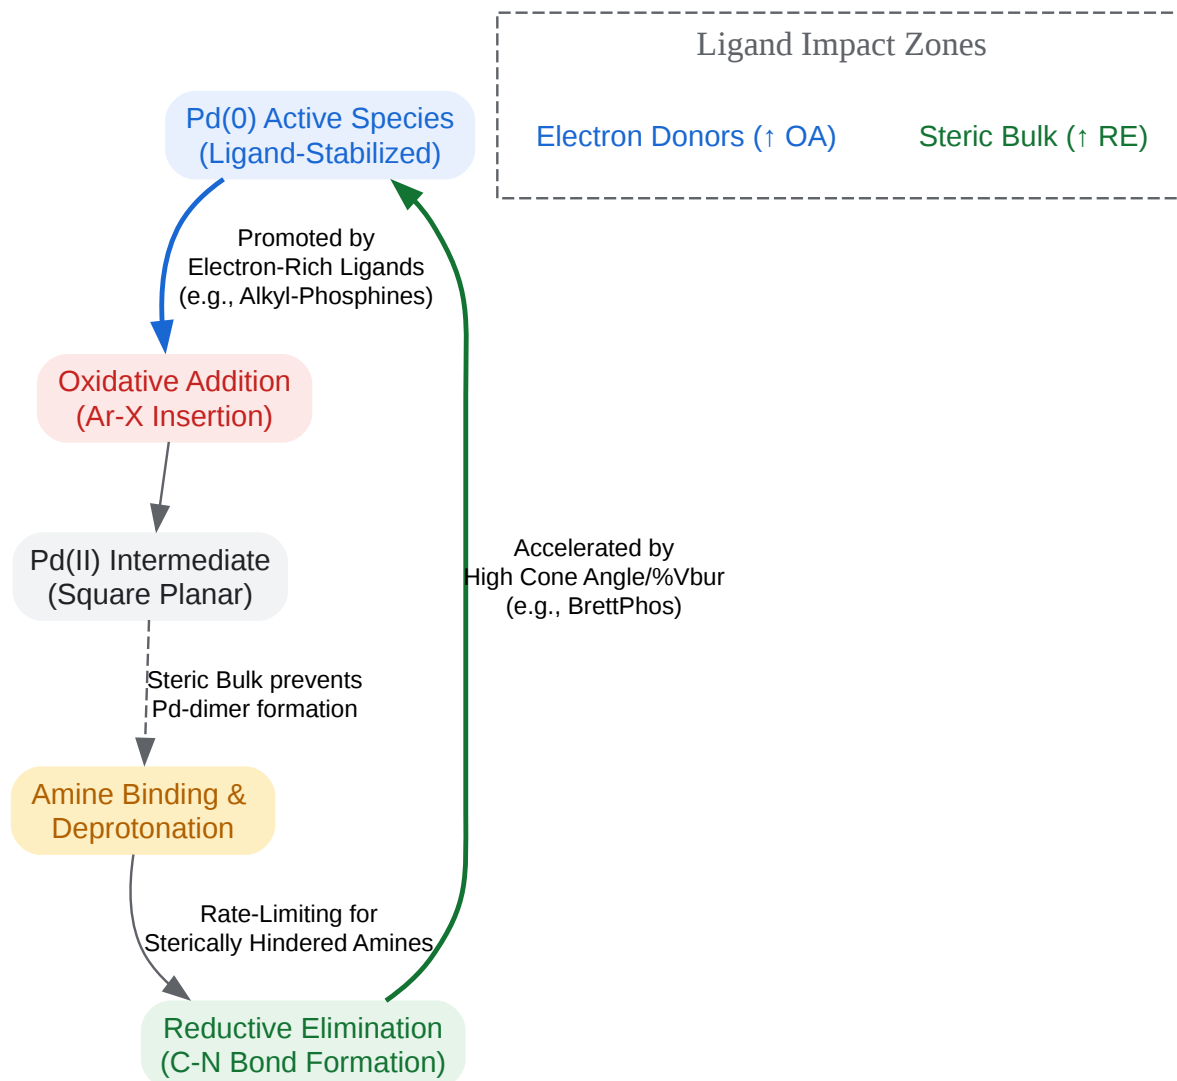 Ligand Impact Zones
Electron Donors (↑ OA)
Steric Bulk (↑ RE)
Pd(0) Active Species
(Ligand-Stabilized)
Promoted by
Electron-Rich Ligands
(e.g., Alkyl-Phosphines)
Oxidative Addition
(Ar-X Insertion)
Pd(II) Intermediate
(Square Planar)
Accelerated by
High Cone Angle/%Vbur
(e.g., BrettPhos)
Steric Bulk prevents
Pd-dimer formation
Amine Binding &
Deprotonation
Rate-Limiting for
Sterically Hindered Amines
Reductive Elimination
(C-N Bond Formation)